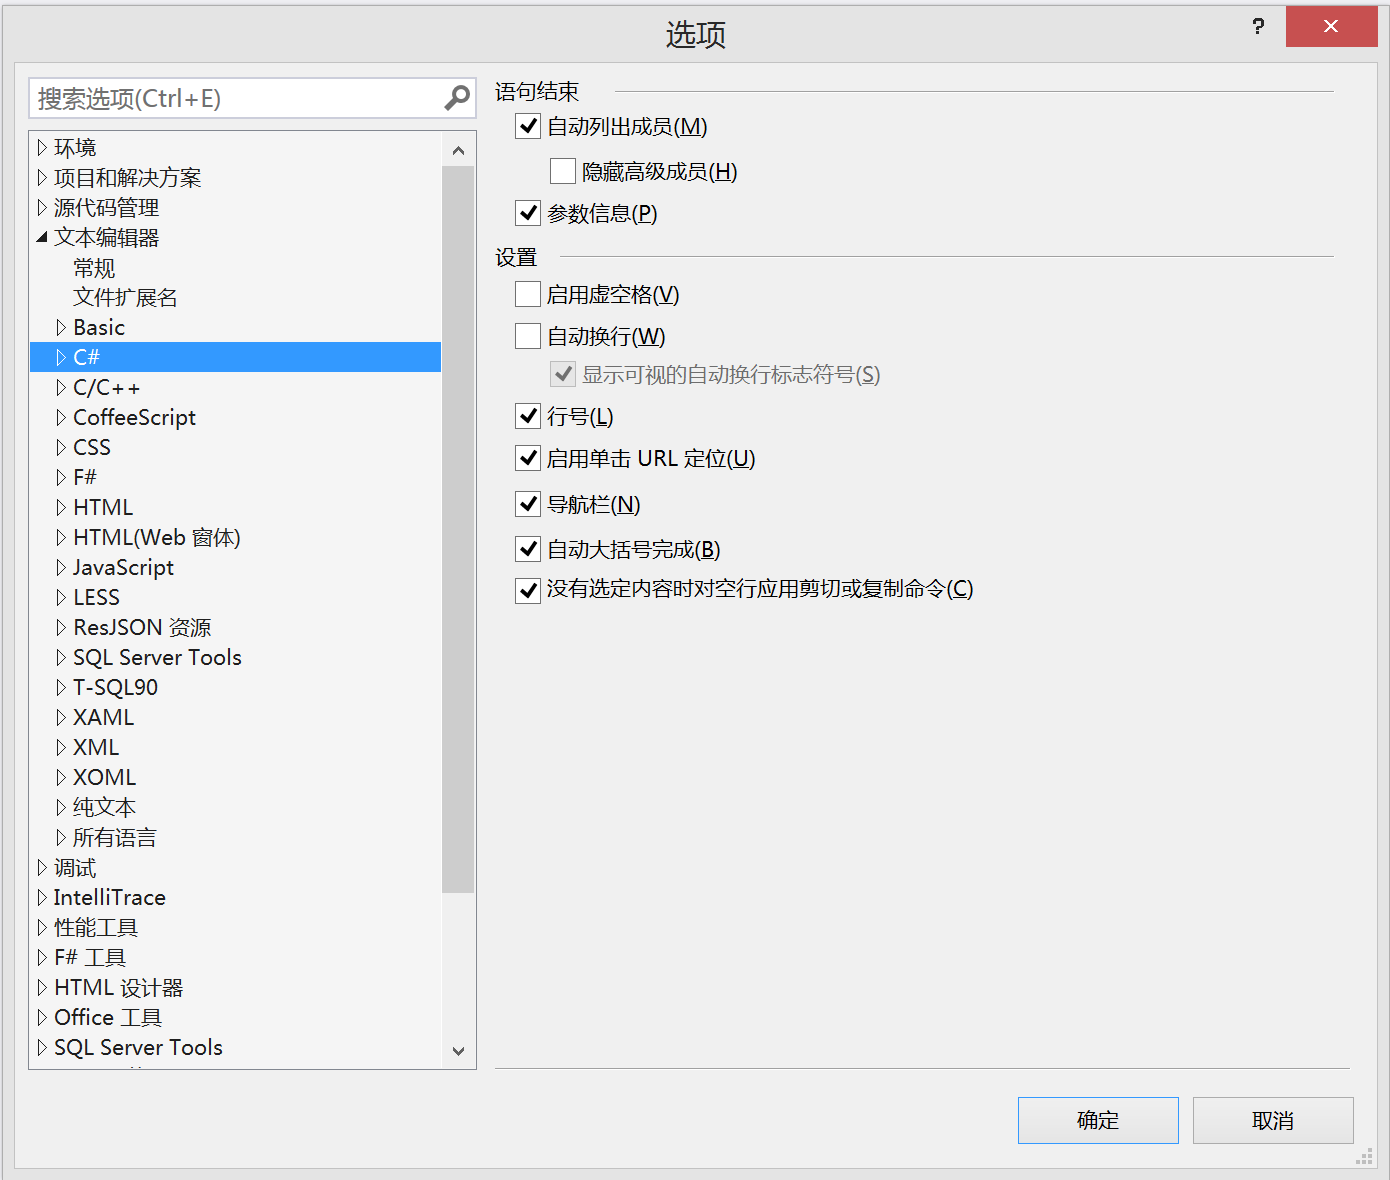 选项
?
搜索选项(Ctrl+E)
环境
项目和解决方案
源代码管理
文本编辑器
常规
文件扩展名
Basic
C#
C/C++
CoffeeScript
CSS
F#
HTML
HTML(Web 窗体)
JavaScript
LESS
ResJSON 资源
SQL Server Tools
T-SQL90
XAML
XML
XOML
纯文本
所有语言
调试
IntelliTrace
性能工具
F# 工具
HTML 设计器
Office 工具
SQL Server Tools
语句结束
自动列出成员(M)
隐藏高级成员(H)
参数信息(P)
设置
启用虚空格(V)
自动换行(W)
显示可视的自动换行标志符号(S)
行号(L)
启用单击 URL 定位(U)
导航栏(N)
自动大括号完成(B)
没有选定内容时对空行应用剪切或复制命令(C)
确定
取消